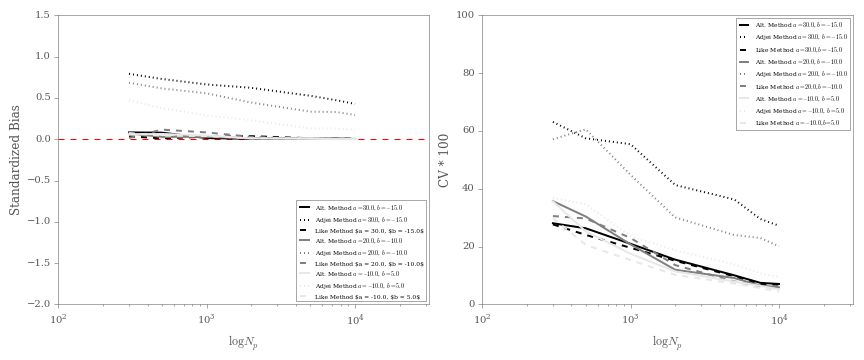 1.5
1.0
0.5
0.0
−0.5
−1.0
−1.5
−2.0
Standardized Bias
10²
10³
10⁴
log N_p
Alt. Method a=30.0, b=−15.0
Adjei Method a=30.0, b=−15.0
Like Method $a = 30.0, $b = -15.0$
Alt. Method a=20.0, b=−10.0
Adjei Method a=20.0, b=−10.0
Like Method $a = 20.0, $b = -10.0$
Alt. Method a=−10.0, b=5.0
Adjei Method a=−10.0, b=5.0
Like Method $a = -10.0, $b = 5.0$
100
80
60
40
20
0
CV * 100
10²
10³
10⁴
log N_p
Alt. Method a=30.0, b=−15.0
Adjei Method a=30.0, b=−15.0
Like Method a=30.0, b=−15.0
Alt. Method a=20.0, b=−10.0
Adjei Method a=20.0, b=−10.0
Like Method a=20.0, b=−10.0
Alt. Method a=−10.0, b=5.0
Adjei Method a=−10.0, b=5.0
Like Method a=−10.0, b=5.0